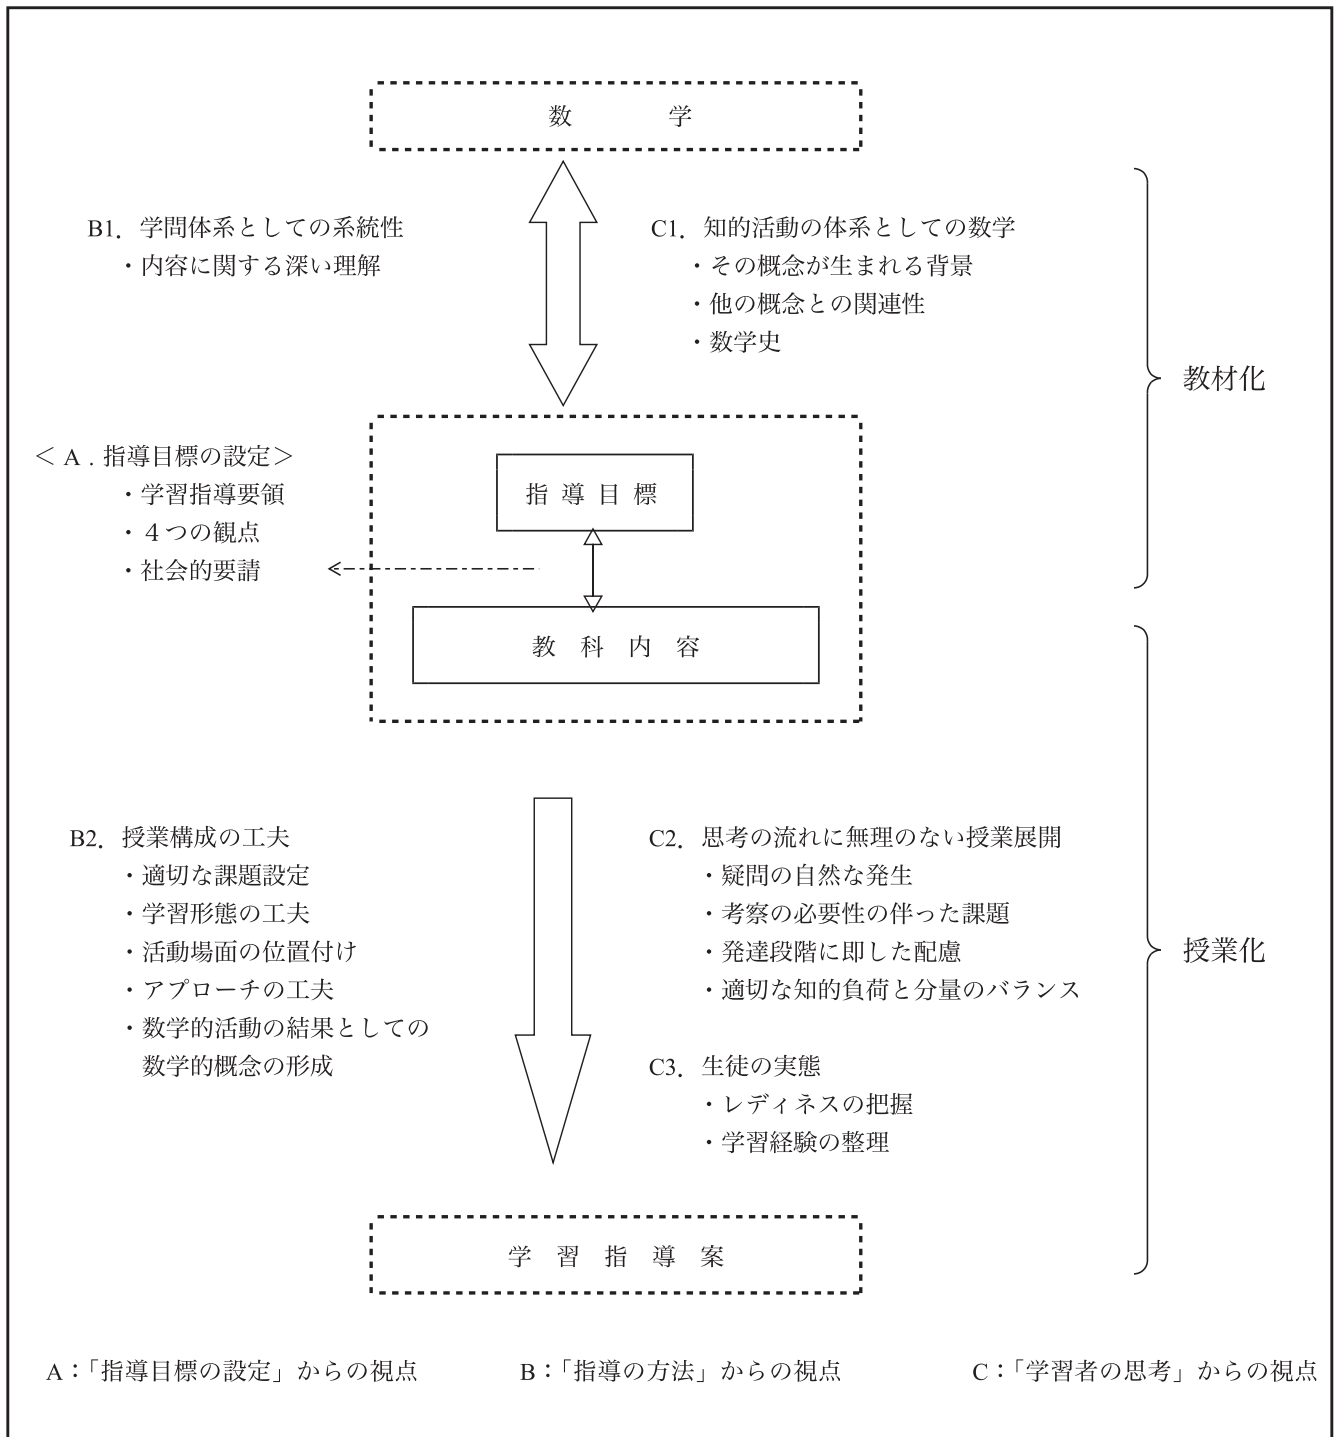 数　学
B1．学問体系としての系統性
・内容に関する深い理解
C1．知的活動の体系としての数学
・その概念が生まれる背景
・他の概念との関連性
・数学史
教材化
＜Ａ．指導目標の設定＞
・学習指導要領
・４つの観点
・社会的要請
指導目標
教科内容
B2．授業構成の工夫
・適切な課題設定
・学習形態の工夫
・活動場面の位置付け
・アプローチの工夫
・数学的活動の結果としての
数学的概念の形成
C2．思考の流れに無理のない授業展開
・疑問の自然な発生
・考察の必要性の伴った課題
・発達段階に即した配慮
・適切な知的負荷と分量のバランス
C3．生徒の実態
・レディネスの把握
・学習経験の整理
授業化
学習指導案
A：「指導目標の設定」からの視点
B：「指導の方法」からの視点
C：「学習者の思考」からの視点